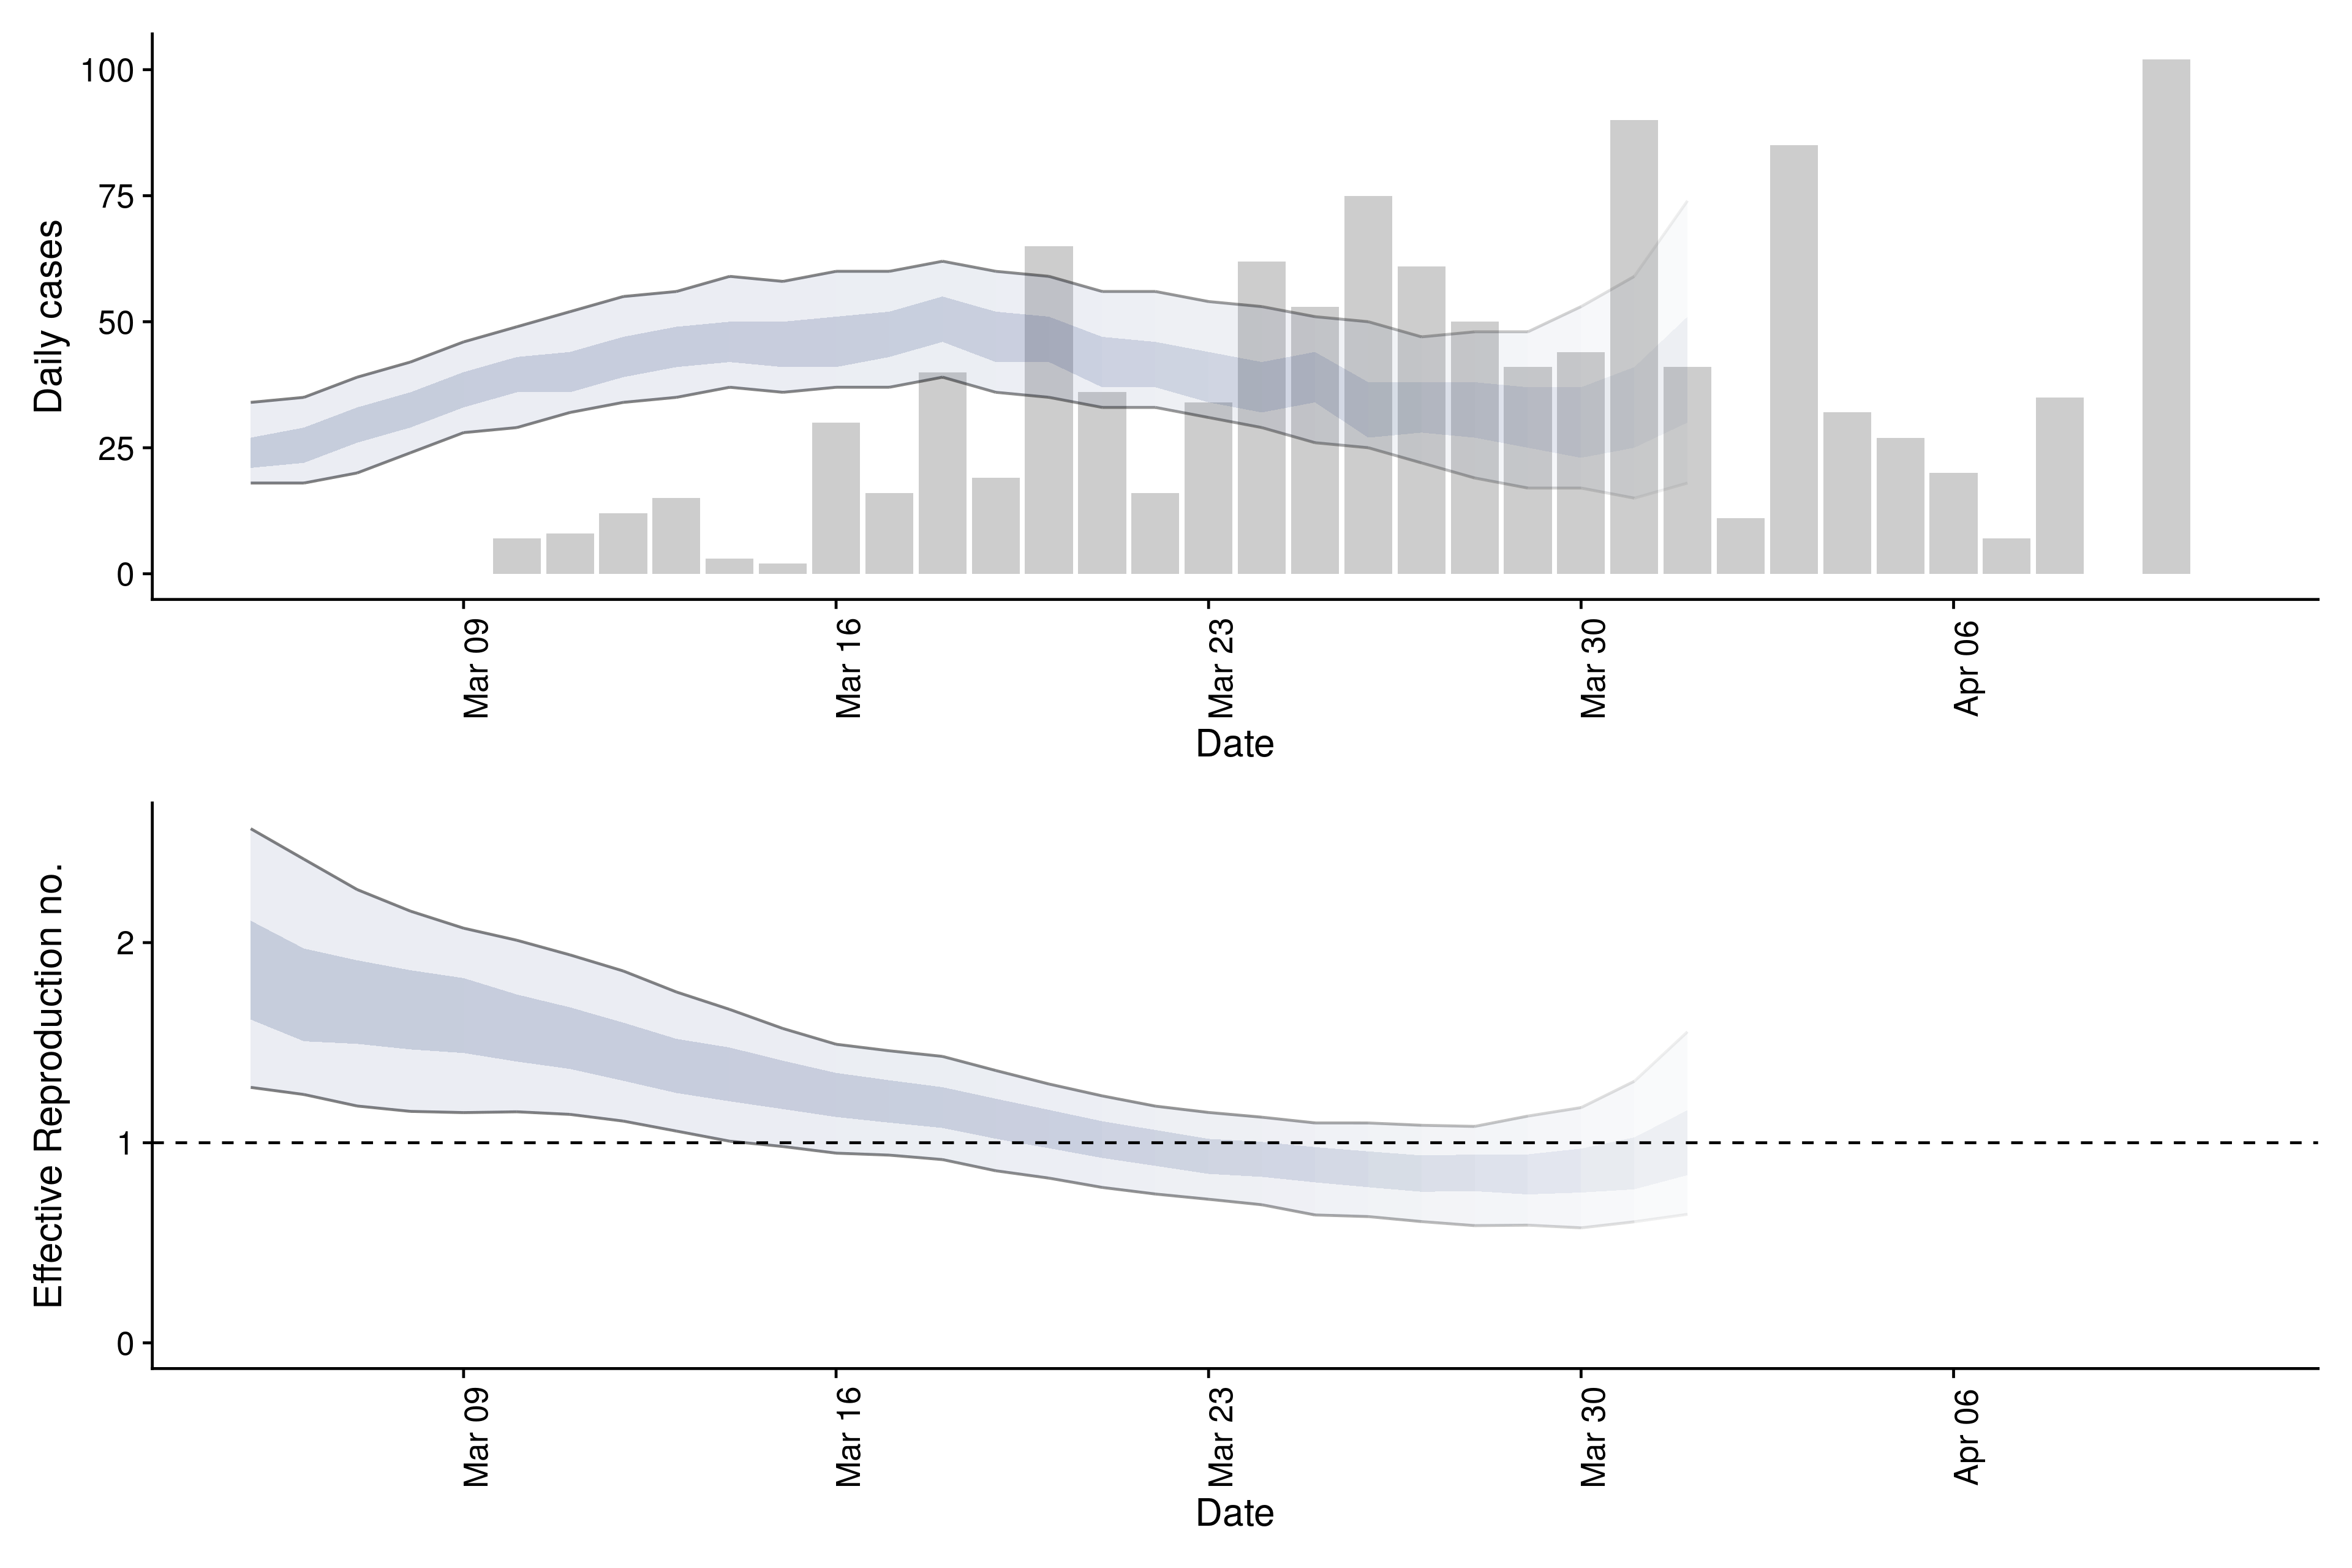 Daily cases
100
75
50
25
0
Mar 09
Mar 16
Mar 23
Mar 30
Apr 06
Date
Effective Reproduction no.
2
1
0
Mar 09
Mar 16
Mar 23
Mar 30
Apr 06
Date